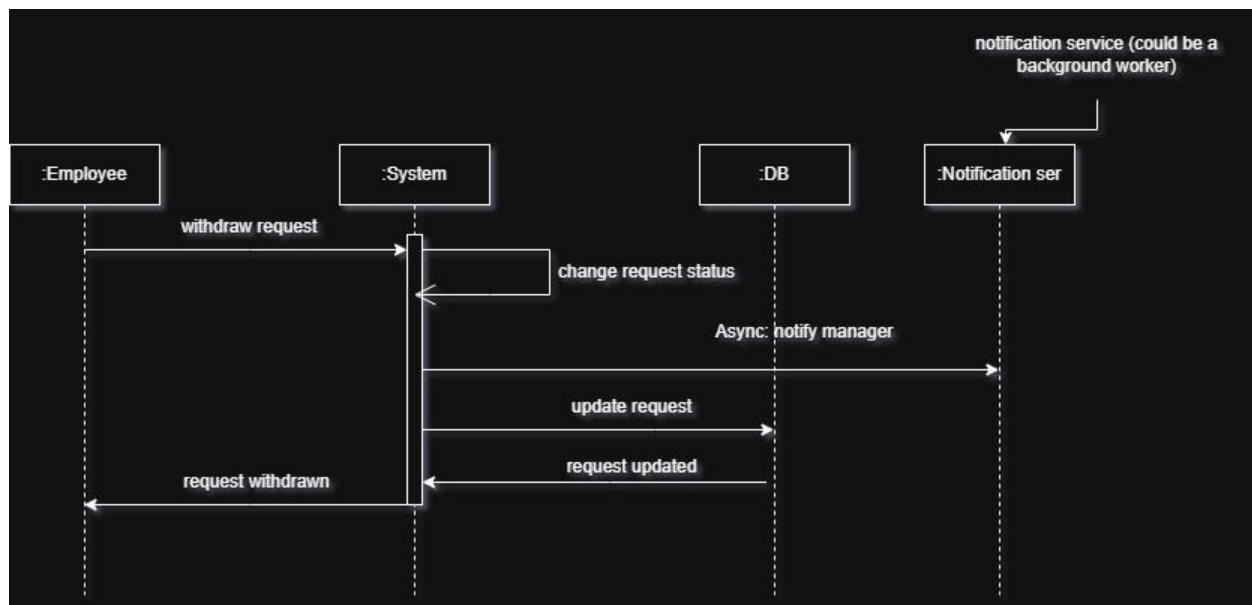 notification service (could be a
background worker)
:Employee
:System
:DB
:Notification ser
withdraw request
change request status
Async: notify manager
update request
request updated
request withdrawn